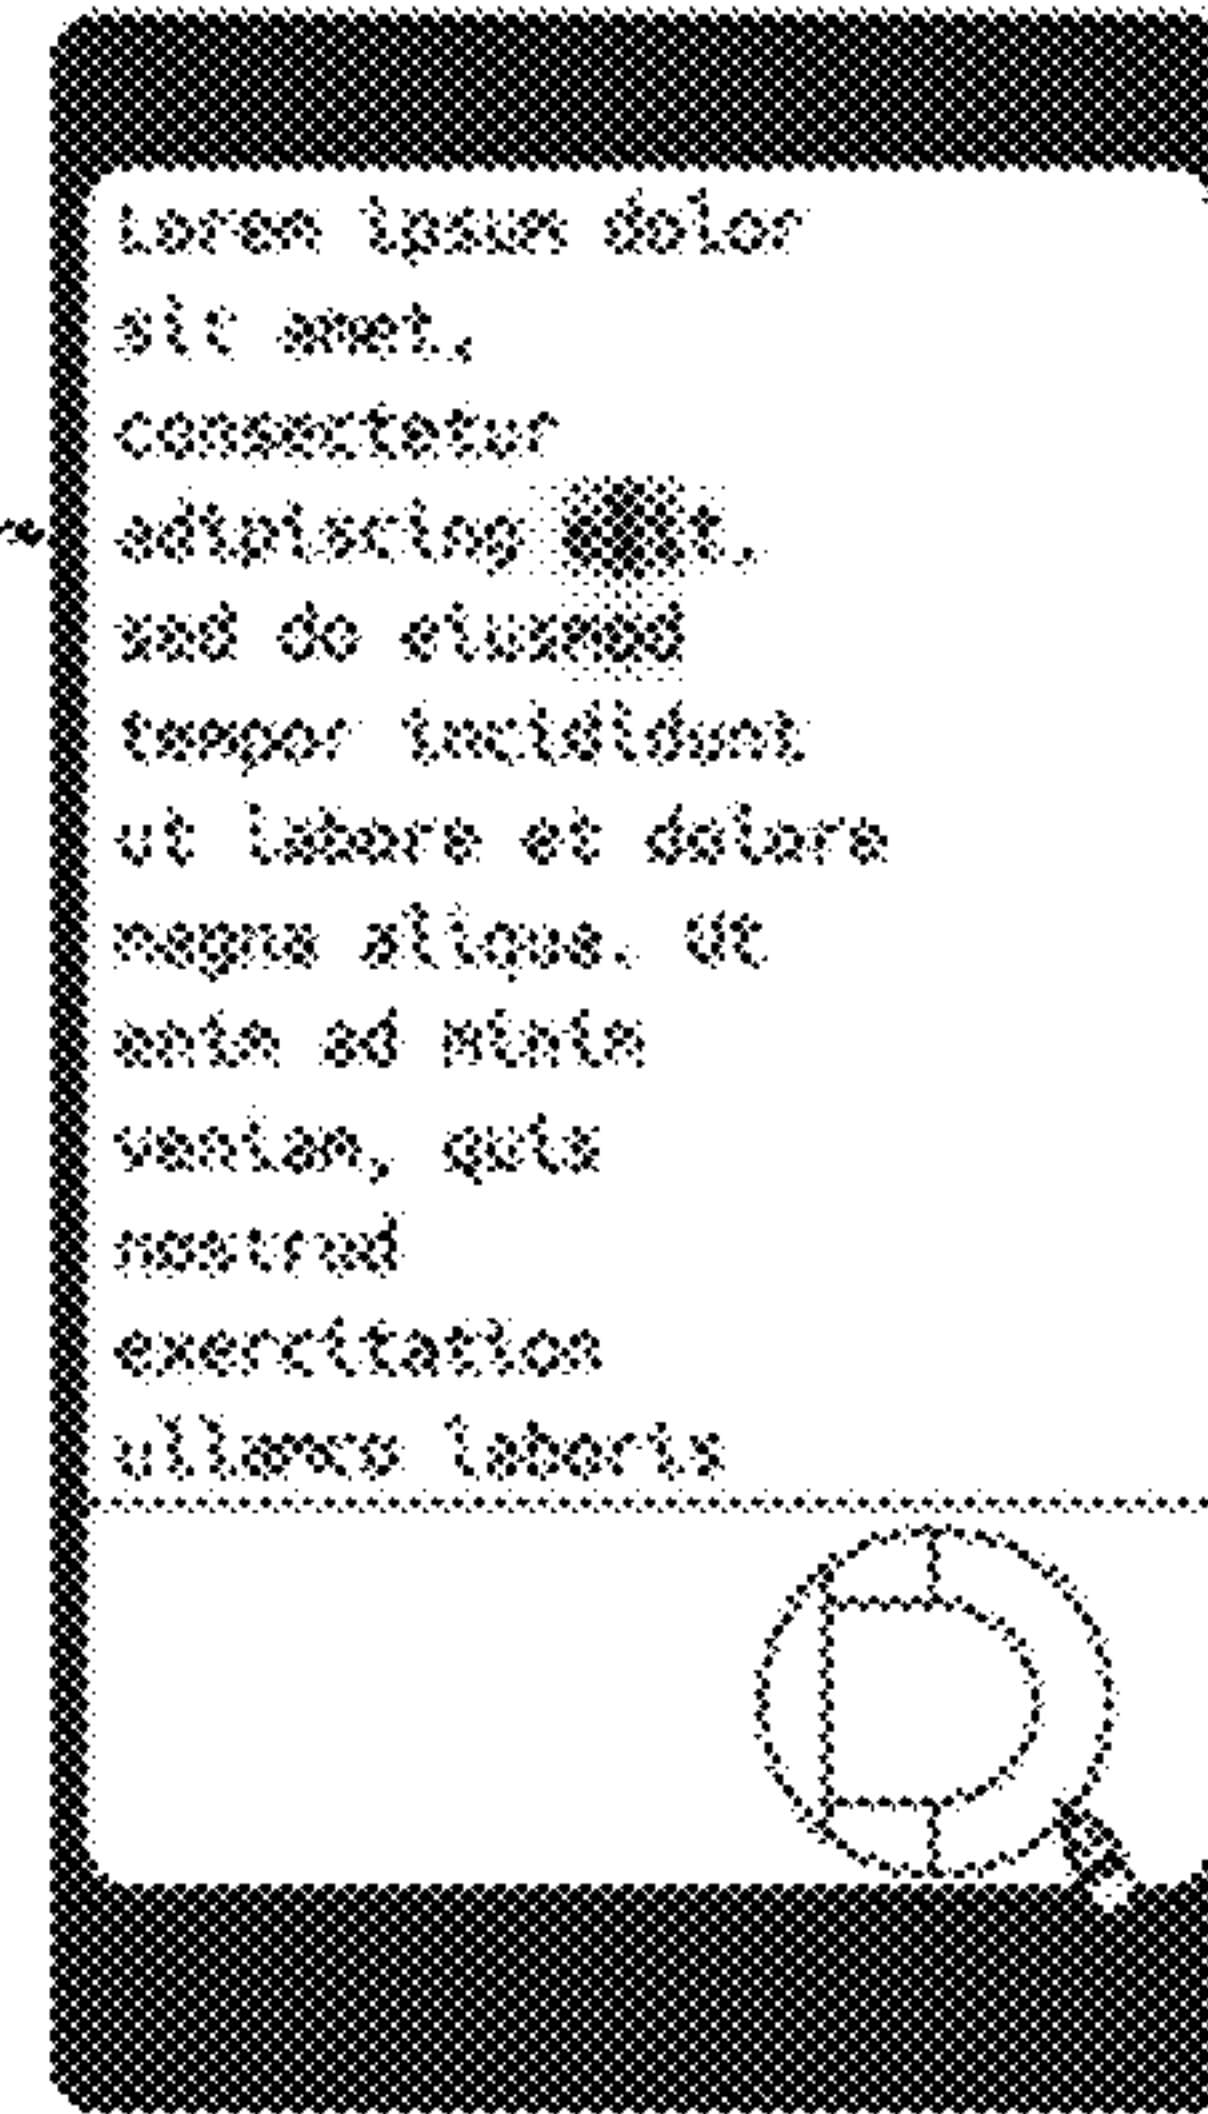 Lorem ipsum dolor
sit amet,
consectetur
adipiscing elit,
sed do eiusmod
tempor incididunt
ut labore et dolore
magna aliqua. Ut
enim ad minim
veniam, quis
nostrud
exercitation
ullamco laboris